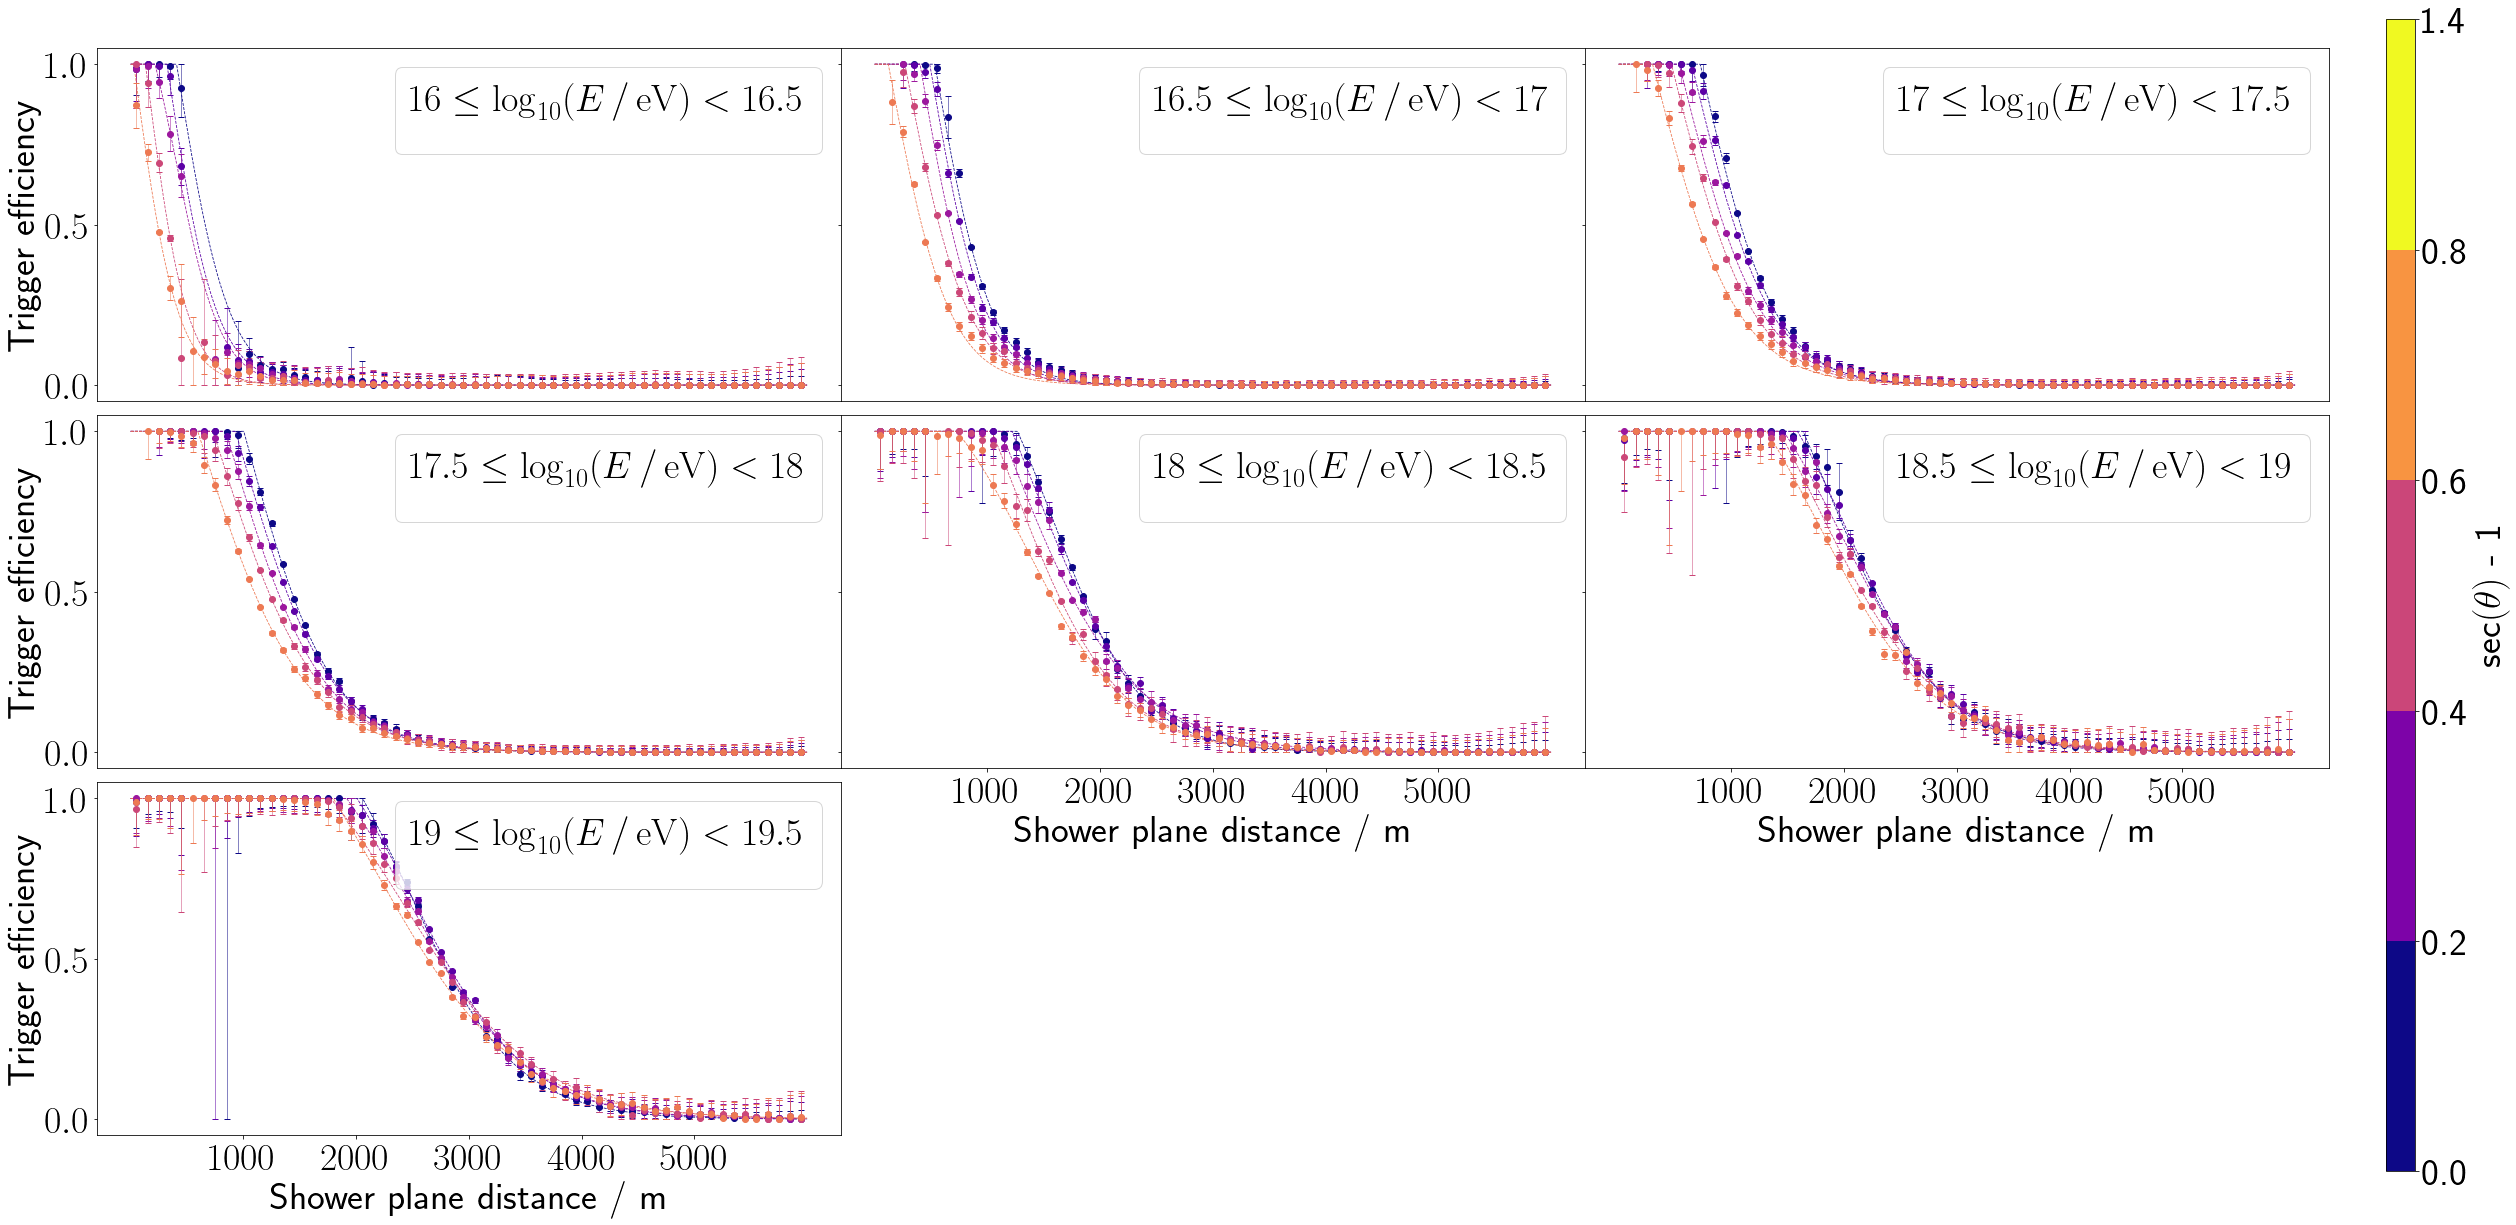 Trigger efficiency
1.0
0.5
0.0
16 ≤ log₁₀(E / eV) < 16.5
16.5 ≤ log₁₀(E / eV) < 17
17 ≤ log₁₀(E / eV) < 17.5
Trigger efficiency
1.0
0.5
0.0
17.5 ≤ log₁₀(E / eV) < 18
18 ≤ log₁₀(E / eV) < 18.5
18.5 ≤ log₁₀(E / eV) < 19
1000 2000 3000 4000 5000
Shower plane distance / m
1000 2000 3000 4000 5000
Shower plane distance / m
Trigger efficiency
1.0
0.5
0.0
19 ≤ log₁₀(E / eV) < 19.5
1000 2000 3000 4000 5000
Shower plane distance / m
1.4
0.8
0.6
0.4
0.2
0.0
sec(θ) - 1